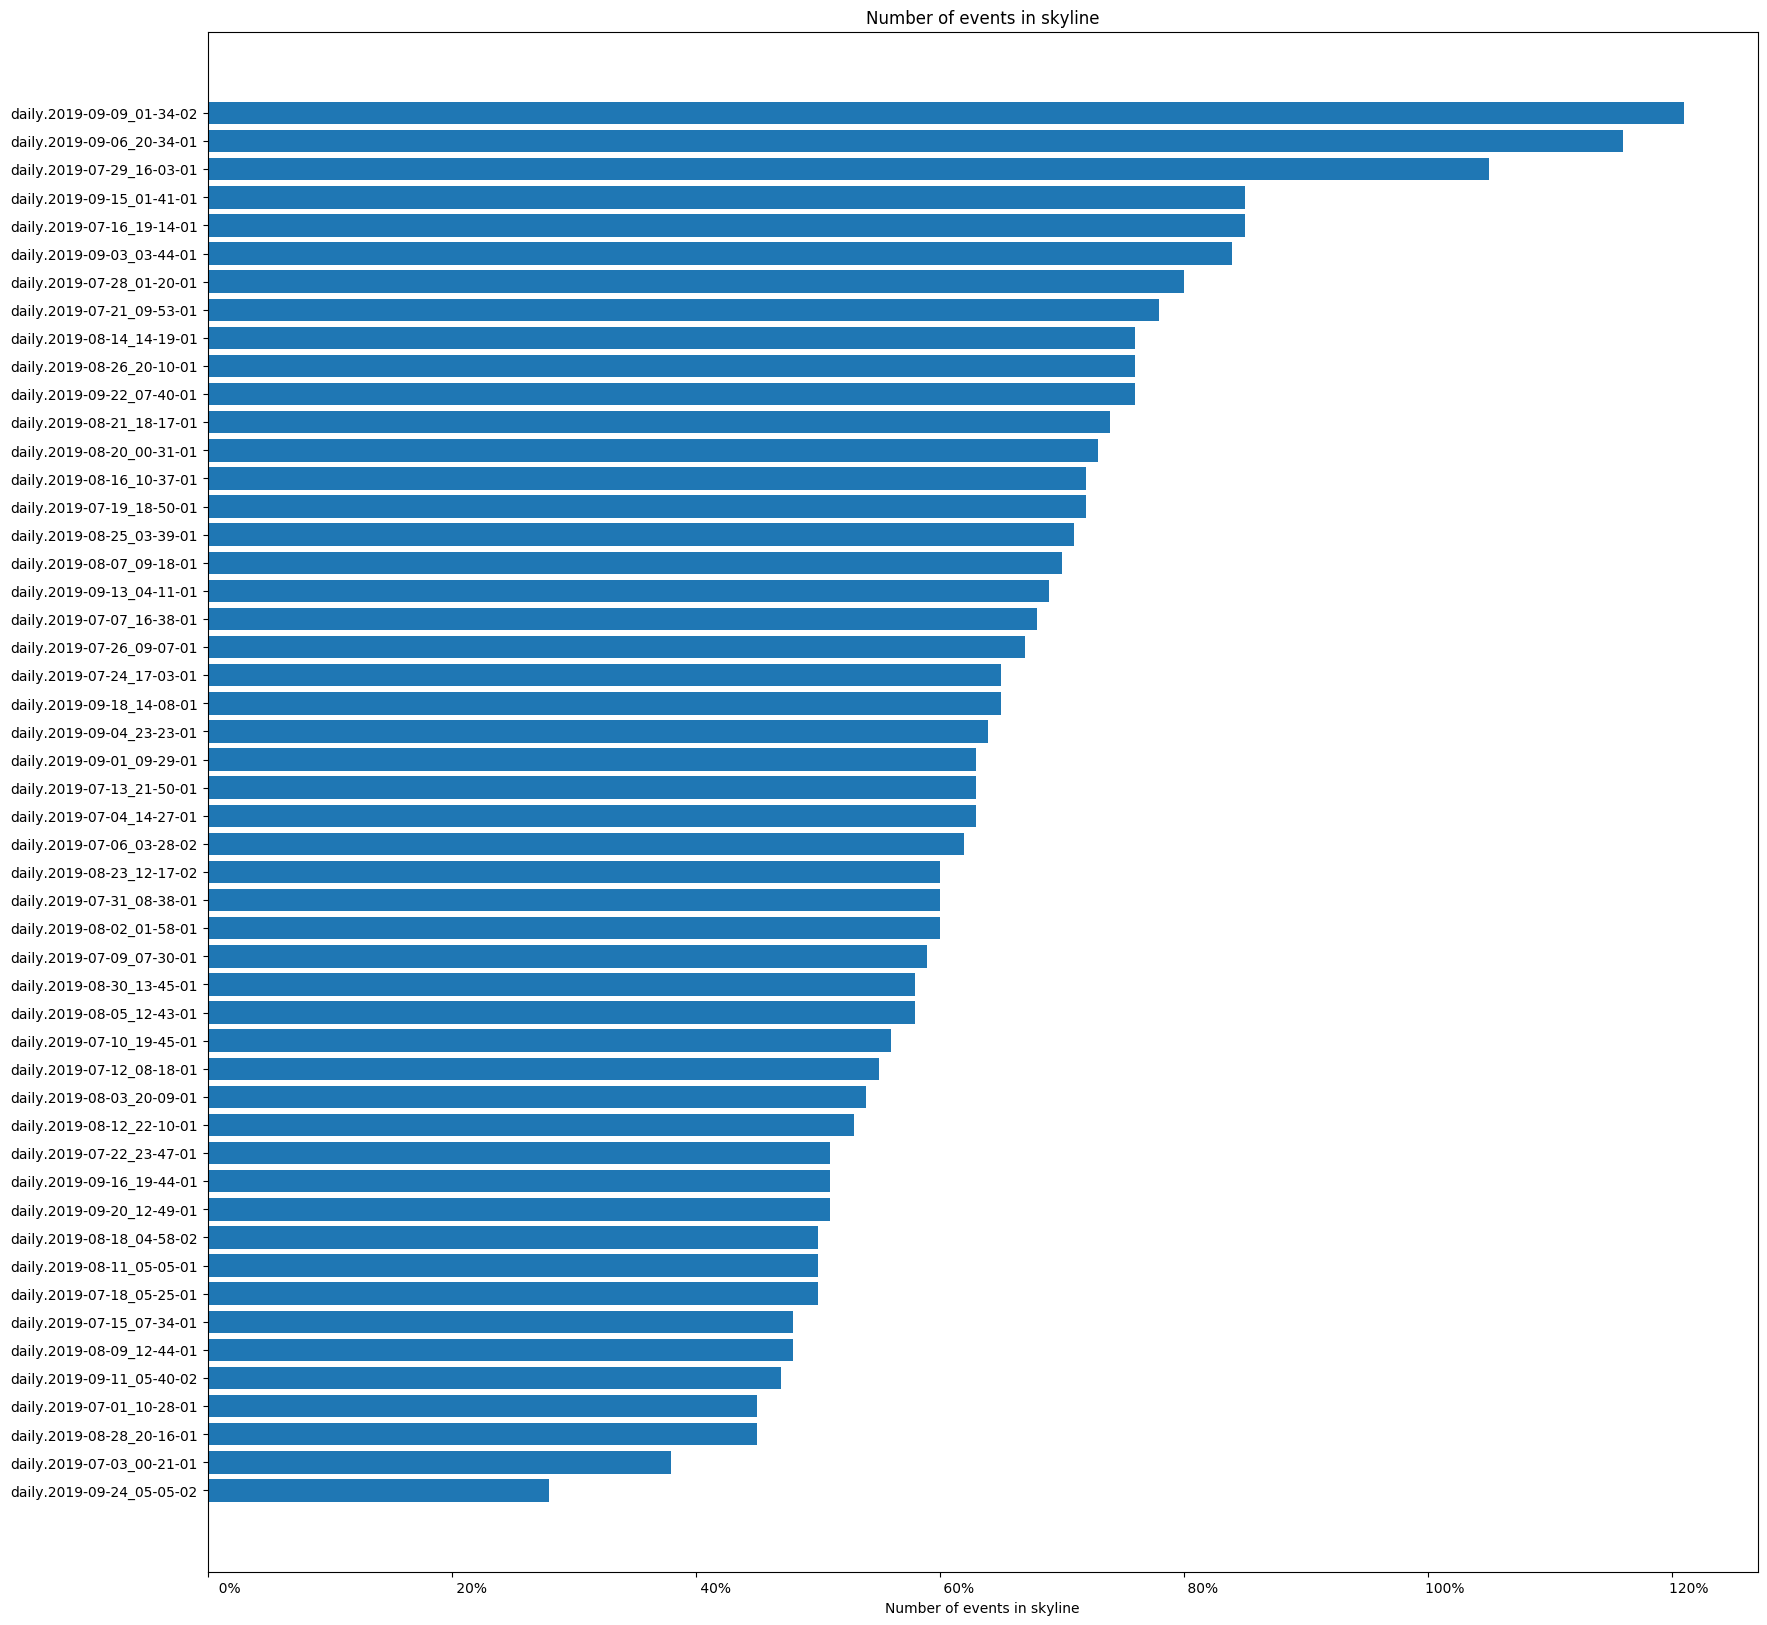 Number of events in skyline
daily.2019-09-09_01-34-02
daily.2019-09-06_20-34-01
daily.2019-07-29_16-03-01
daily.2019-09-15_01-41-01
daily.2019-07-16_19-14-01
daily.2019-09-03_03-44-01
daily.2019-07-28_01-20-01
daily.2019-07-21_09-53-01
daily.2019-08-14_14-19-01
daily.2019-08-26_20-10-01
daily.2019-09-22_07-40-01
daily.2019-08-21_18-17-01
daily.2019-08-20_00-31-01
daily.2019-08-16_10-37-01
daily.2019-07-19_18-50-01
daily.2019-08-25_03-39-01
daily.2019-08-07_09-18-01
daily.2019-09-13_04-11-01
daily.2019-07-07_16-38-01
daily.2019-07-26_09-07-01
daily.2019-07-24_17-03-01
daily.2019-09-18_14-08-01
daily.2019-09-04_23-23-01
daily.2019-09-01_09-29-01
daily.2019-07-13_21-50-01
daily.2019-07-04_14-27-01
daily.2019-07-06_03-28-02
daily.2019-08-23_12-17-02
daily.2019-07-31_08-38-01
daily.2019-08-02_01-58-01
daily.2019-07-09_07-30-01
daily.2019-08-30_13-45-01
daily.2019-08-05_12-43-01
daily.2019-07-10_19-45-01
daily.2019-07-12_08-18-01
daily.2019-08-03_20-09-01
daily.2019-08-12_22-10-01
daily.2019-07-22_23-47-01
daily.2019-09-16_19-44-01
daily.2019-09-20_12-49-01
daily.2019-08-18_04-58-02
daily.2019-08-11_05-05-01
daily.2019-07-18_05-25-01
daily.2019-07-15_07-34-01
daily.2019-08-09_12-44-01
daily.2019-09-11_05-40-02
daily.2019-07-01_10-28-01
daily.2019-08-28_20-16-01
daily.2019-07-03_00-21-01
daily.2019-09-24_05-05-02
0% 20% 40% 60% 80% 100% 120%
Number of events in skyline